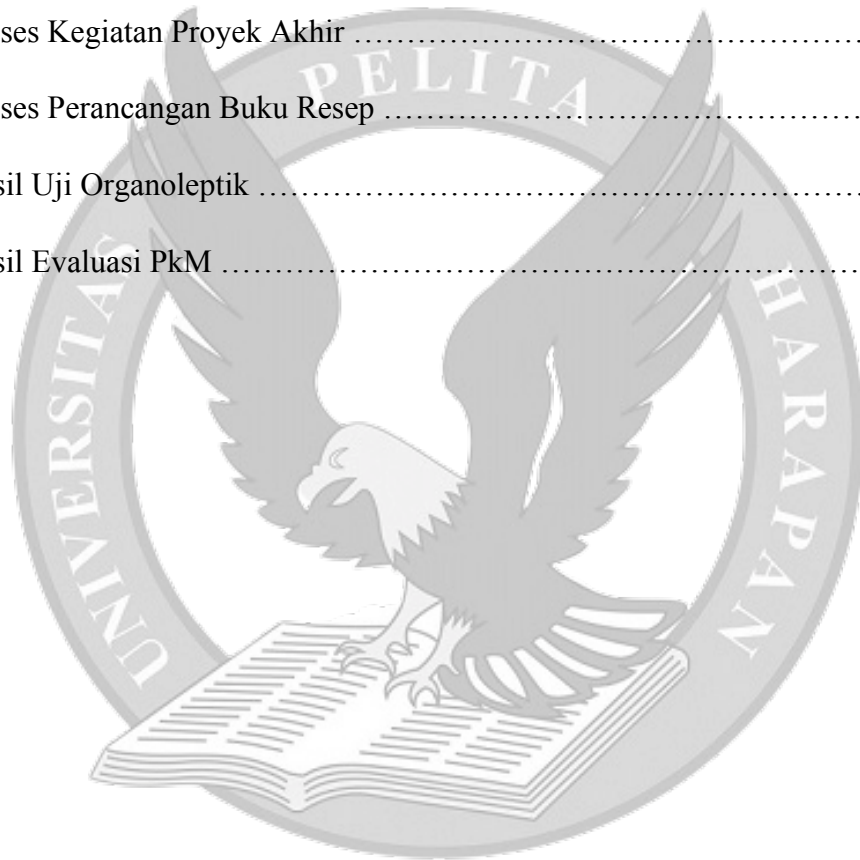 ses Kegiatan Proyek Akhir ……………………………………………
ses Perancangan Buku Resep …………………………………………
sil Uji Organoleptik ……………………………………………………
sil Evaluasi PkM ………………………………………………………
UNIVERSITAS PELITA HARAPAN